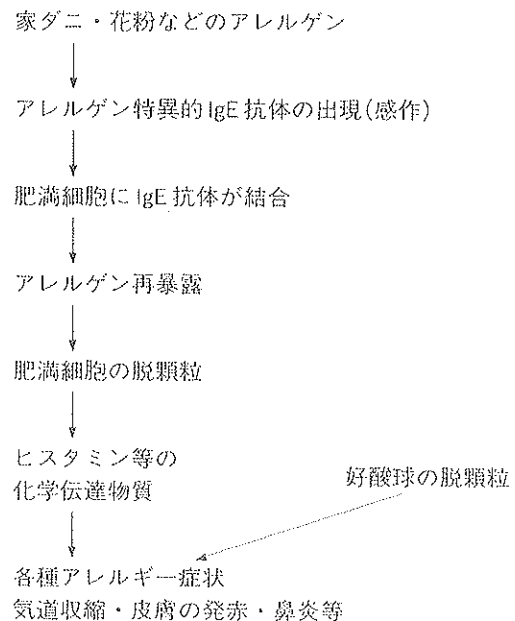 家ダニ・花粉などのアレルゲン
アレルゲン特異的IgE抗体の出現(感作)
肥満細胞にIgE抗体が結合
アレルゲン再暴露
肥満細胞の脱顆粒
ヒスタミン等の
化学伝達物質
好酸球の脱顆粒
各種アレルギー症状
気道収縮・皮膚の発赤・鼻炎等